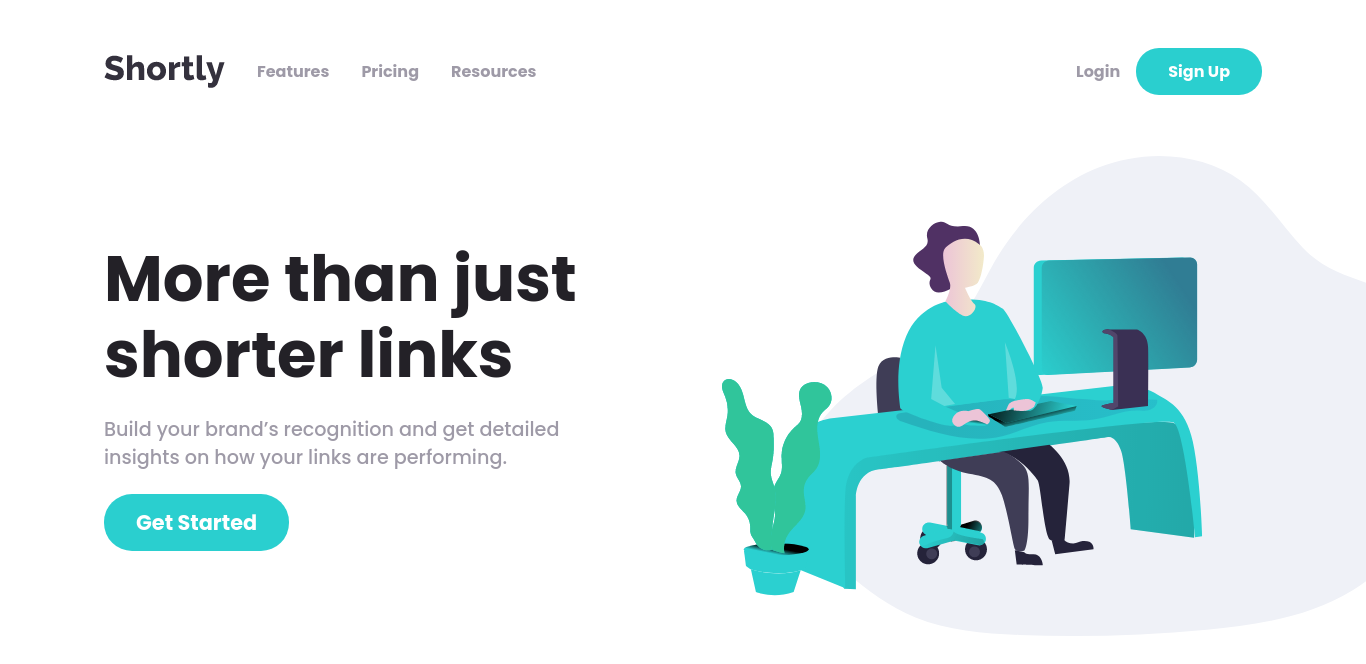 Shortly
Features
Pricing
Resources
Login
Sign Up
More than just
shorter links
Build your brand’s recognition and get detailed
insights on how your links are performing.
Get Started